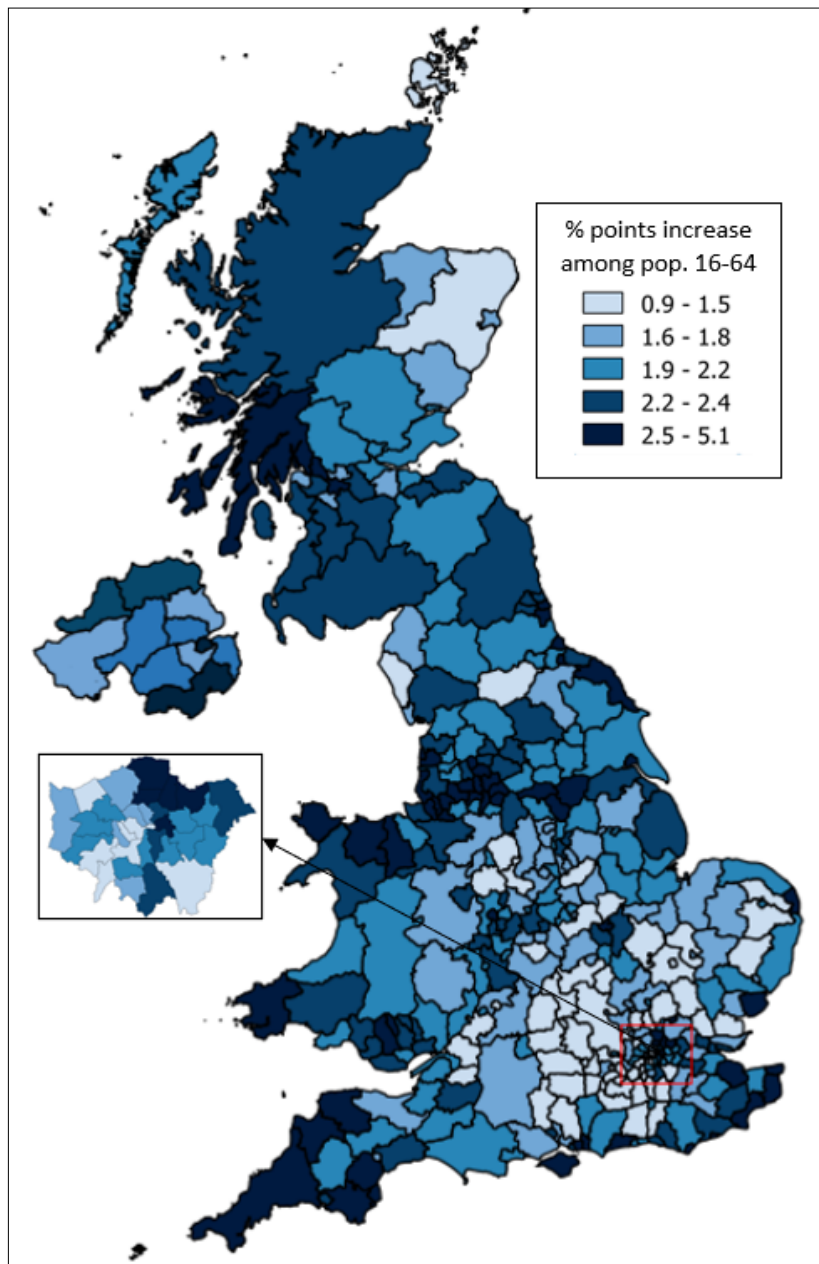 % points increase
among pop. 16-64
0.9 - 1.5
1.6 - 1.8
1.9 - 2.2
2.2 - 2.4
2.5 - 5.1